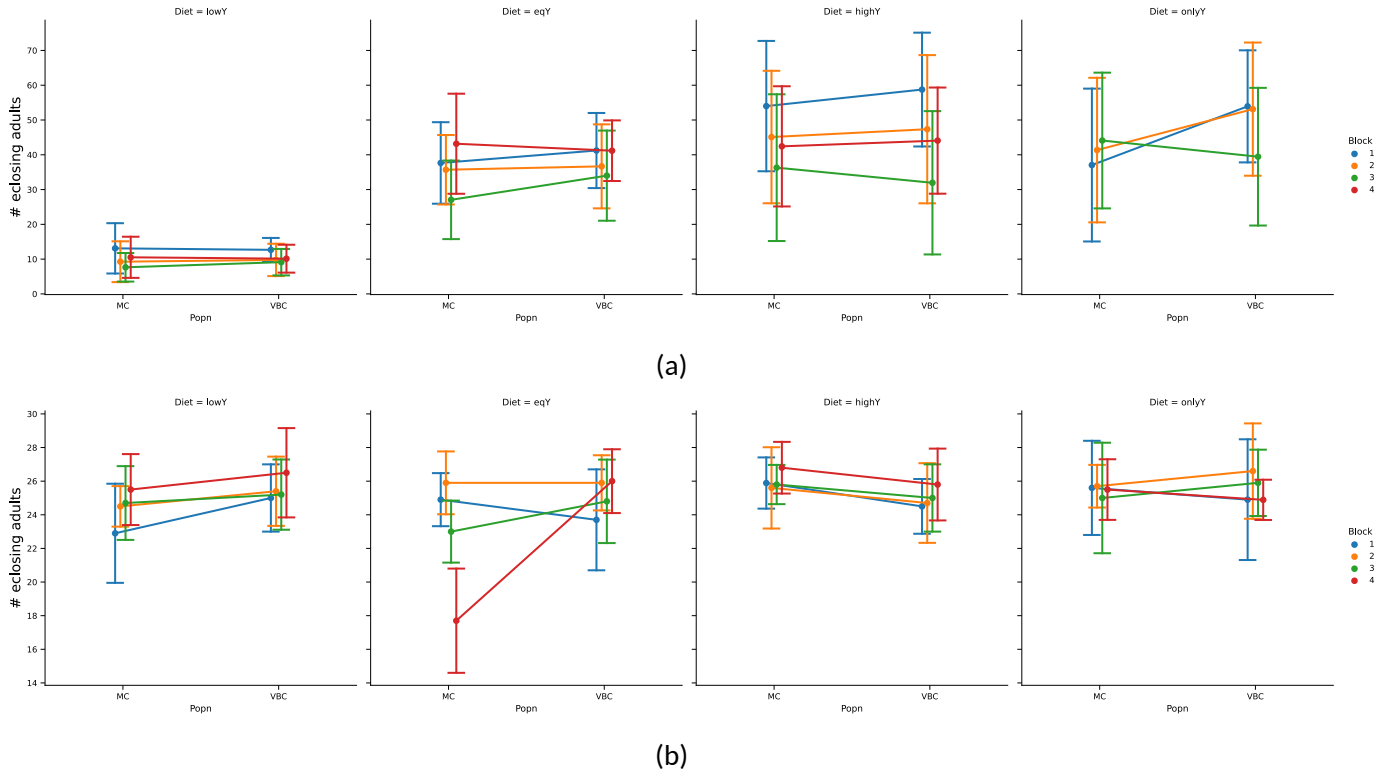 Diet = lowY
Diet = eqY
Diet = highY
Diet = onlyY
# eclosing adults
70
60
50
40
30
20
10
0
MC
VBC
MC
VBC
MC
VBC
MC
VBC
Popn
Popn
Popn
Popn
Block
1
2
3
4
(a)
Diet = lowY
Diet = eqY
Diet = highY
Diet = onlyY
# eclosing adults
30
28
26
24
22
20
18
16
14
MC
VBC
MC
VBC
MC
VBC
MC
VBC
Popn
Popn
Popn
Popn
Block
1
2
3
4
(b)